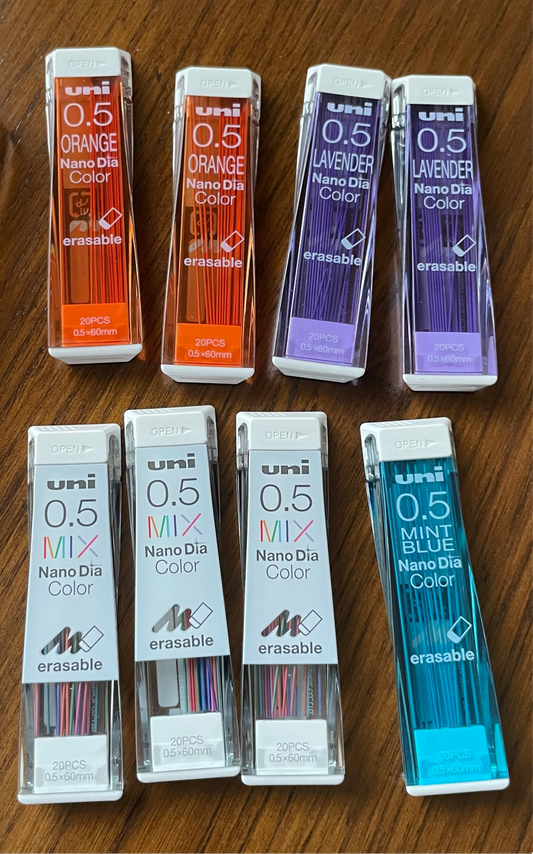 OPEN
uni
0.5
ORANGE
Nano Dia
Color
erasable
20PCS
0.5×60mm
OPEN
uni
0.5
ORANGE
Nano Dia
Color
erasable
20PCS
0.5×60mm
OPEN
uni
0.5
LAVENDER
Nano Dia
Color
erasable
20PCS
0.5×60mm
OPEN
uni
0.5
LAVENDER
Nano Dia
Color
erasable
20PCS
0.5×60mm
OPEN
uni
0.5
MIX
Nano Dia
Color
erasable
20PCS
0.5×60mm
OPEN
uni
0.5
MIX
Nano Dia
Color
erasable
20PCS
0.5×60mm
OPEN
uni
0.5
MIX
Nano Dia
Color
erasable
20PCS
0.5×60mm
OPEN
uni
0.5
MINT
BLUE
Nano Dia
Color
erasable
20PCS
0.5×60mm